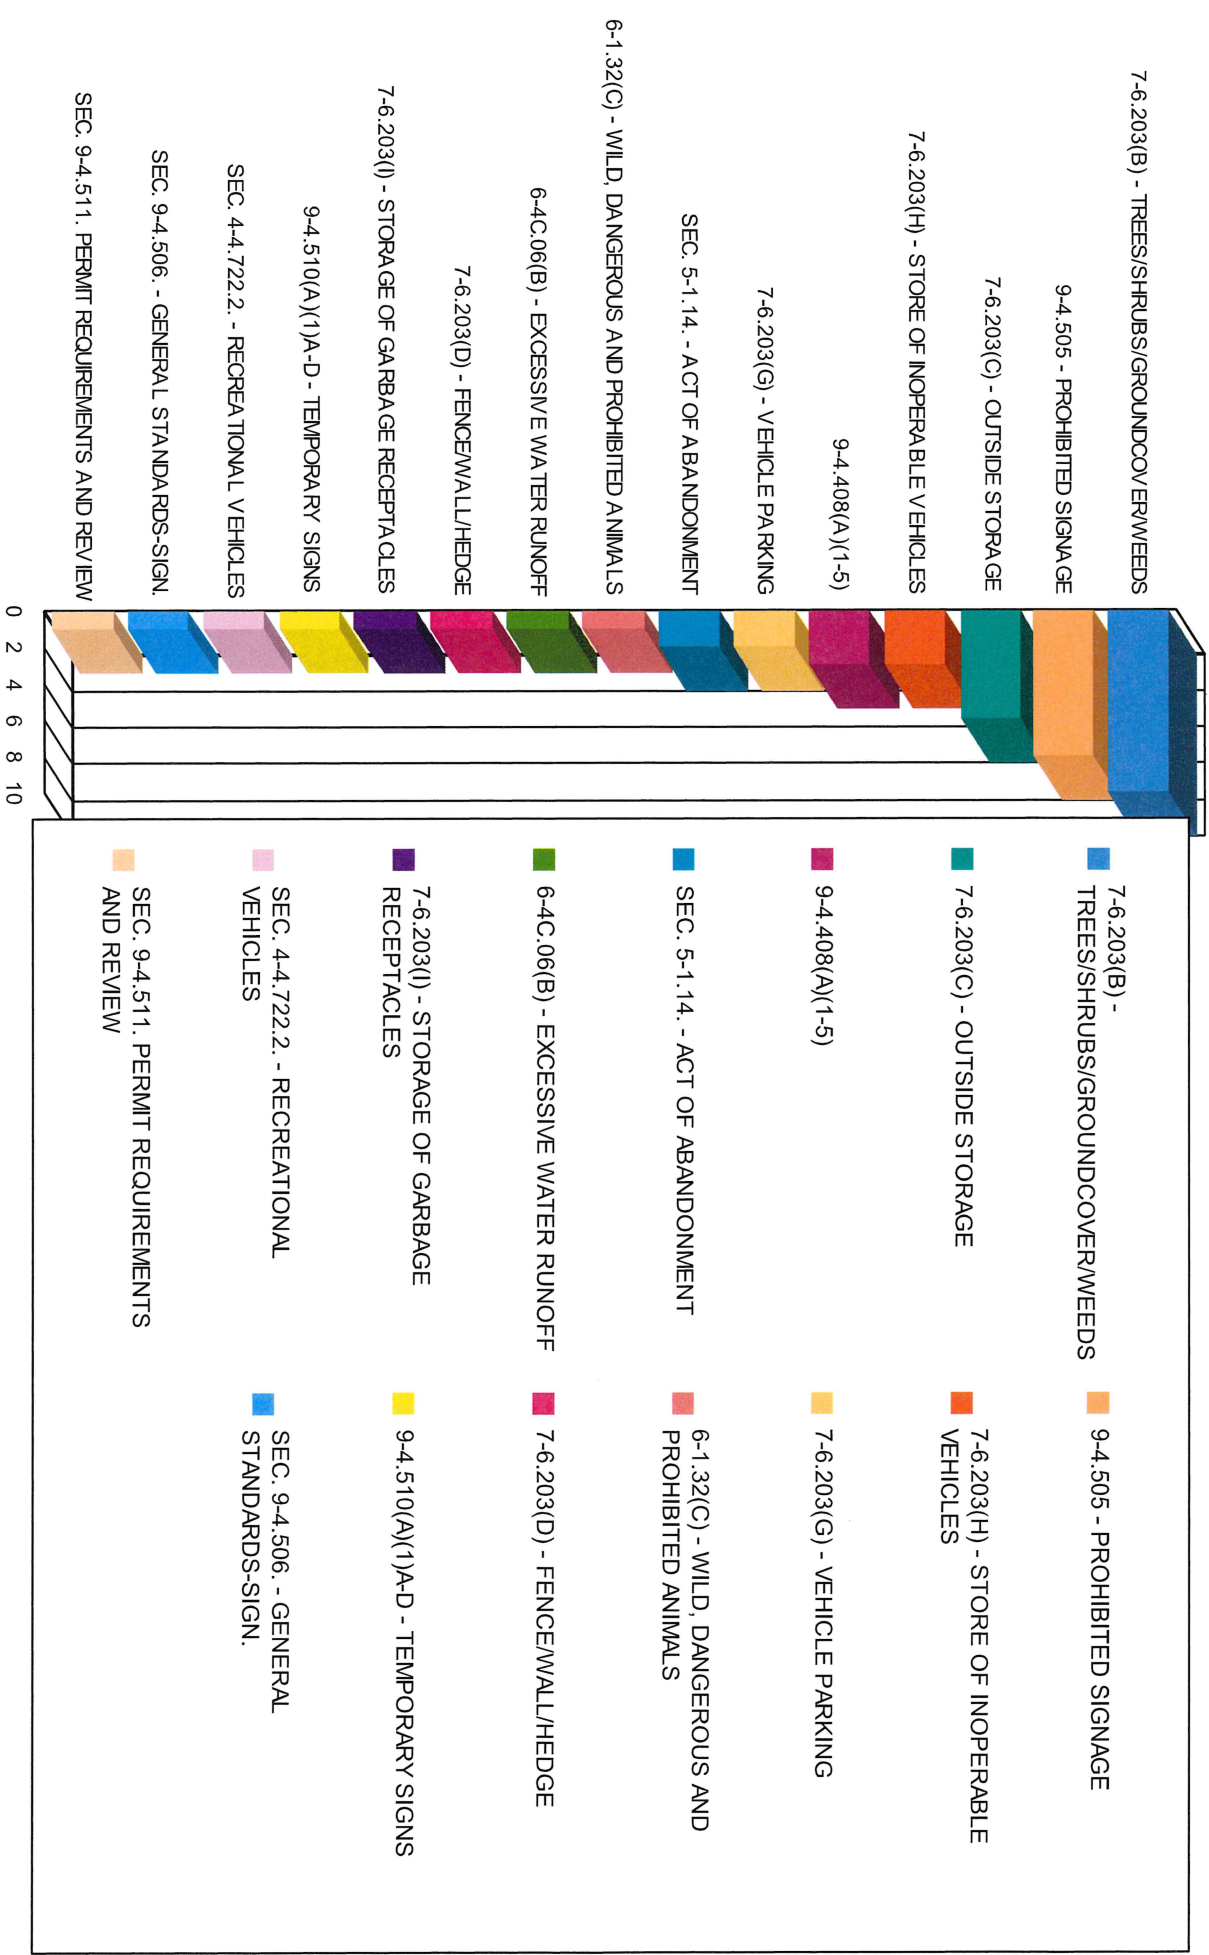 7-6.203(B) - TREES/SHRUBS/GROUNDCOVER/WEEDS
9-4.505 - PROHIBITED SIGNAGE
7-6.203(C) - OUTSIDE STORAGE
7-6.203(H) - STORE OF INOPERABLE VEHICLES
9-4.408(A)(1-5)
7-6.203(G) - VEHICLE PARKING
SEC. 5-1.14. - ACT OF ABANDONMENT
6-1.32(C) - WILD, DANGEROUS AND PROHIBITED ANIMALS
6-4C.06(B) - EXCESSIVE WATER RUNOFF
7-6.203(D) - FENCE/WALL/HEDGE
7-6.203(I) - STORAGE OF GARBAGE RECEPTACLES
9-4.510(A)(1)A-D - TEMPORARY SIGNS
SEC. 4-4.722.2. - RECREATIONAL VEHICLES
SEC. 9-4.506. - GENERAL STANDARDS-SIGN.
SEC. 9-4.511. PERMIT REQUIREMENTS AND REVIEW
0 2 4 6 8 10
7-6.203(B) -
TREES/SHRUBS/GROUNDCOVER/WEEDS
9-4.505 - PROHIBITED SIGNAGE
7-6.203(C) - OUTSIDE STORAGE
7-6.203(H) - STORE OF INOPERABLE
VEHICLES
9-4.408(A)(1-5)
7-6.203(G) - VEHICLE PARKING
SEC. 5-1.14. - ACT OF ABANDONMENT
6-1.32(C) - WILD, DANGEROUS AND
PROHIBITED ANIMALS
6-4C.06(B) - EXCESSIVE WATER RUNOFF
7-6.203(D) - FENCE/WALL/HEDGE
7-6.203(I) - STORAGE OF GARBAGE
RECEPTACLES
9-4.510(A)(1)A-D - TEMPORARY SIGNS
SEC. 4-4.722.2. - RECREATIONAL
VEHICLES
SEC. 9-4.506. - GENERAL
STANDARDS-SIGN.
SEC. 9-4.511. PERMIT REQUIREMENTS
AND REVIEW